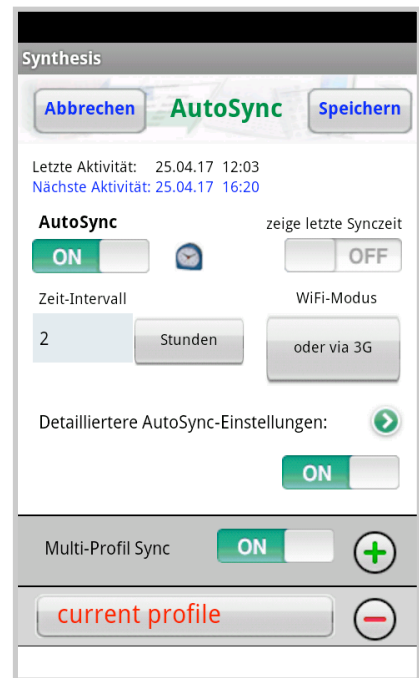 Synthesis
Abbrechen AutoSync Speichern
Letzte Aktivität: 25.04.17 12:03
Nächste Aktivität: 25.04.17 16:20
AutoSync zeige letzte Synczeit
ON OFF
Zeit-Intervall WiFi-Modus
2 Stunden oder via 3G
Detailliertere AutoSync-Einstellungen:
ON
Multi-Profil Sync ON
current profile